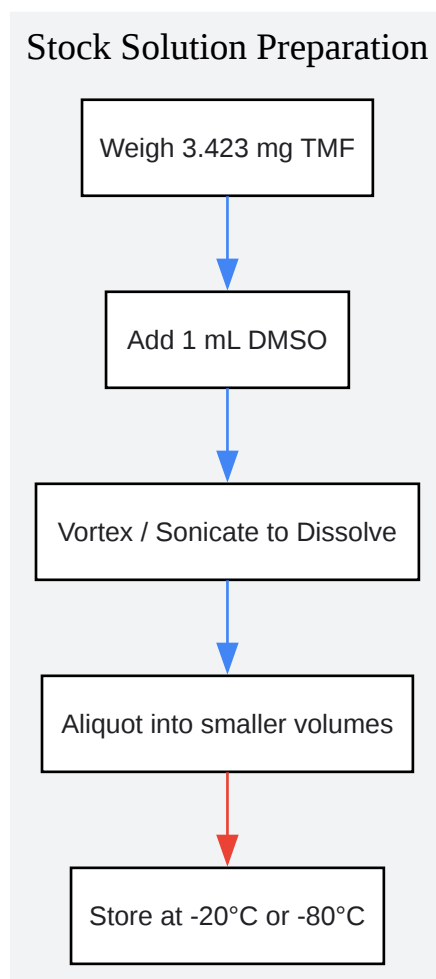 Stock Solution Preparation
Weigh 3.423 mg TMF
Add 1 mL DMSO
Vortex / Sonicate to Dissolve
Aliquot into smaller volumes
Store at -20°C or -80°C